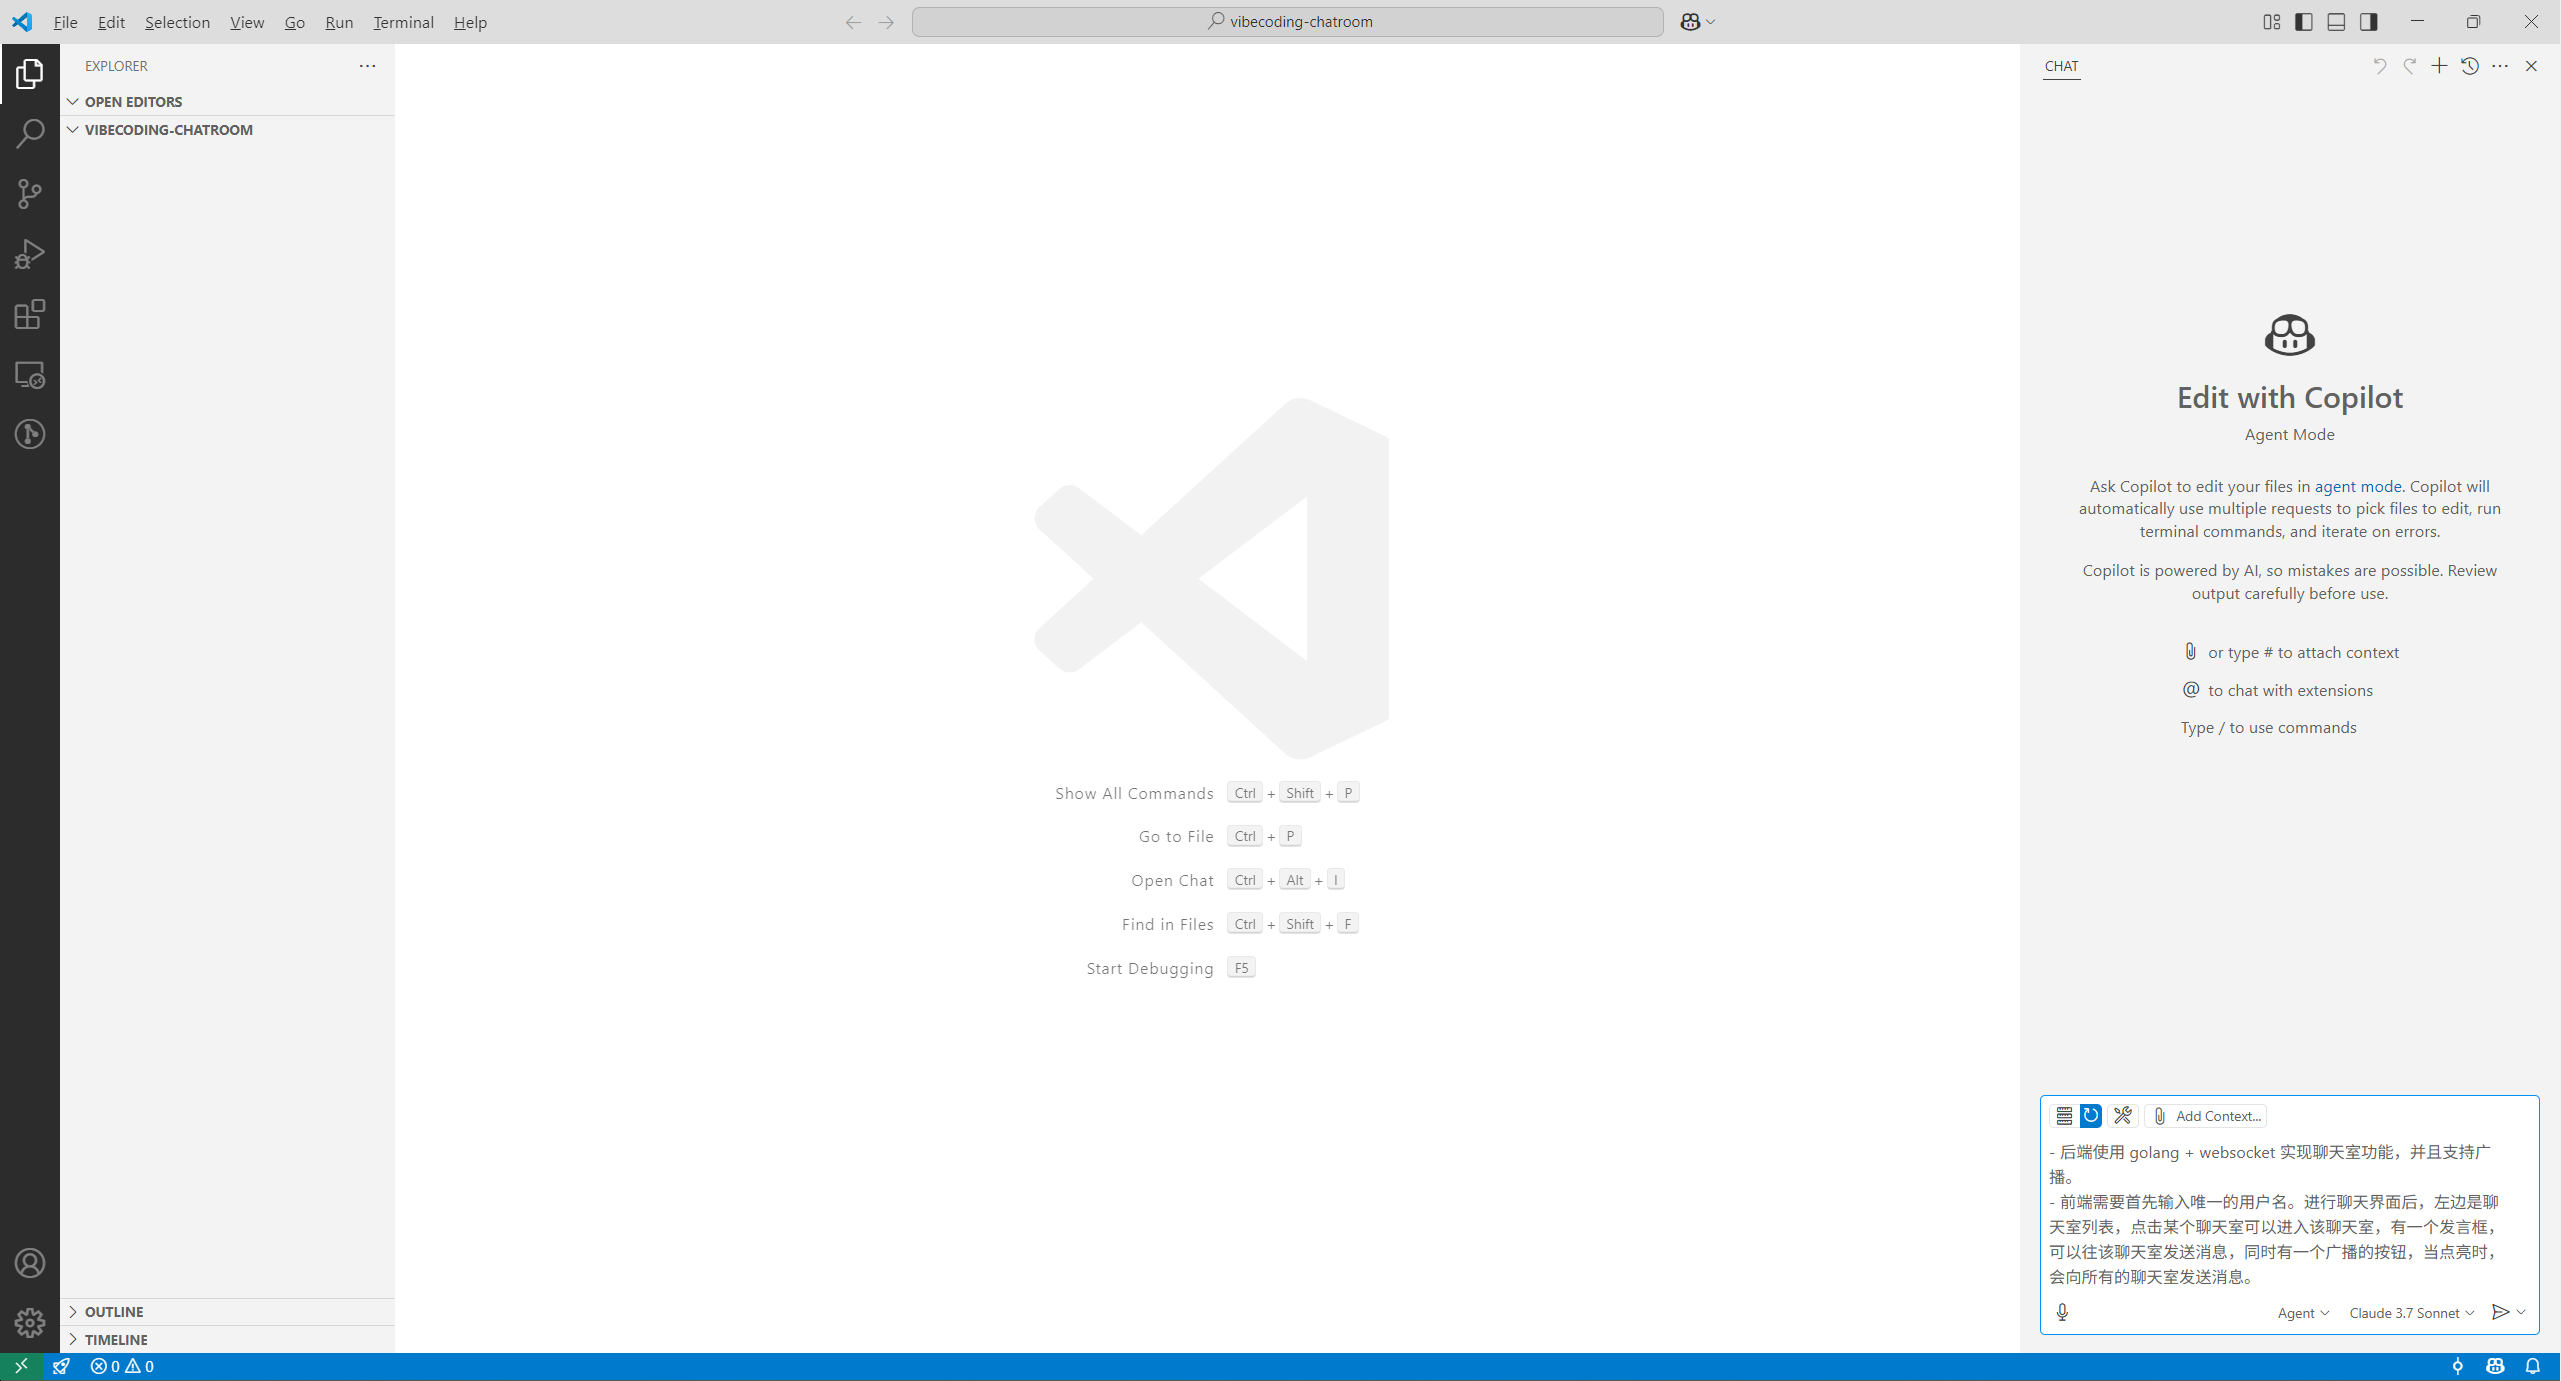 File Edit Selection View Go Run Terminal Help
vibecoding-chatroom
EXPLORER
OPEN EDITORS
VIBECODING-CHATROOM
OUTLINE
TIMELINE
Show All Commands Ctrl + Shift + P
Go to File Ctrl + P
Open Chat Ctrl + Alt + I
Find in Files Ctrl + Shift + F
Start Debugging F5
CHAT
Edit with Copilot
Agent Mode
Ask Copilot to edit your files in agent mode. Copilot will
automatically use multiple requests to pick files to edit, run
terminal commands, and iterate on errors.
Copilot is powered by AI, so mistakes are possible. Review
output carefully before use.
or type # to attach context
@ to chat with extensions
Type / to use commands
Add Context...
- 后端使用 golang + websocket 实现聊天室功能，并且支持广
播。
- 前端需要首先输入唯一的用户名。进行聊天界面后，左边是聊
天室列表，点击某个聊天室可以进入该聊天室，有一个发言框，
可以往该聊天室发送消息，同时有一个广播的按钮，当点亮时，
会向所有的聊天室发送消息。
Agent Claude 3.7 Sonnet
0 0